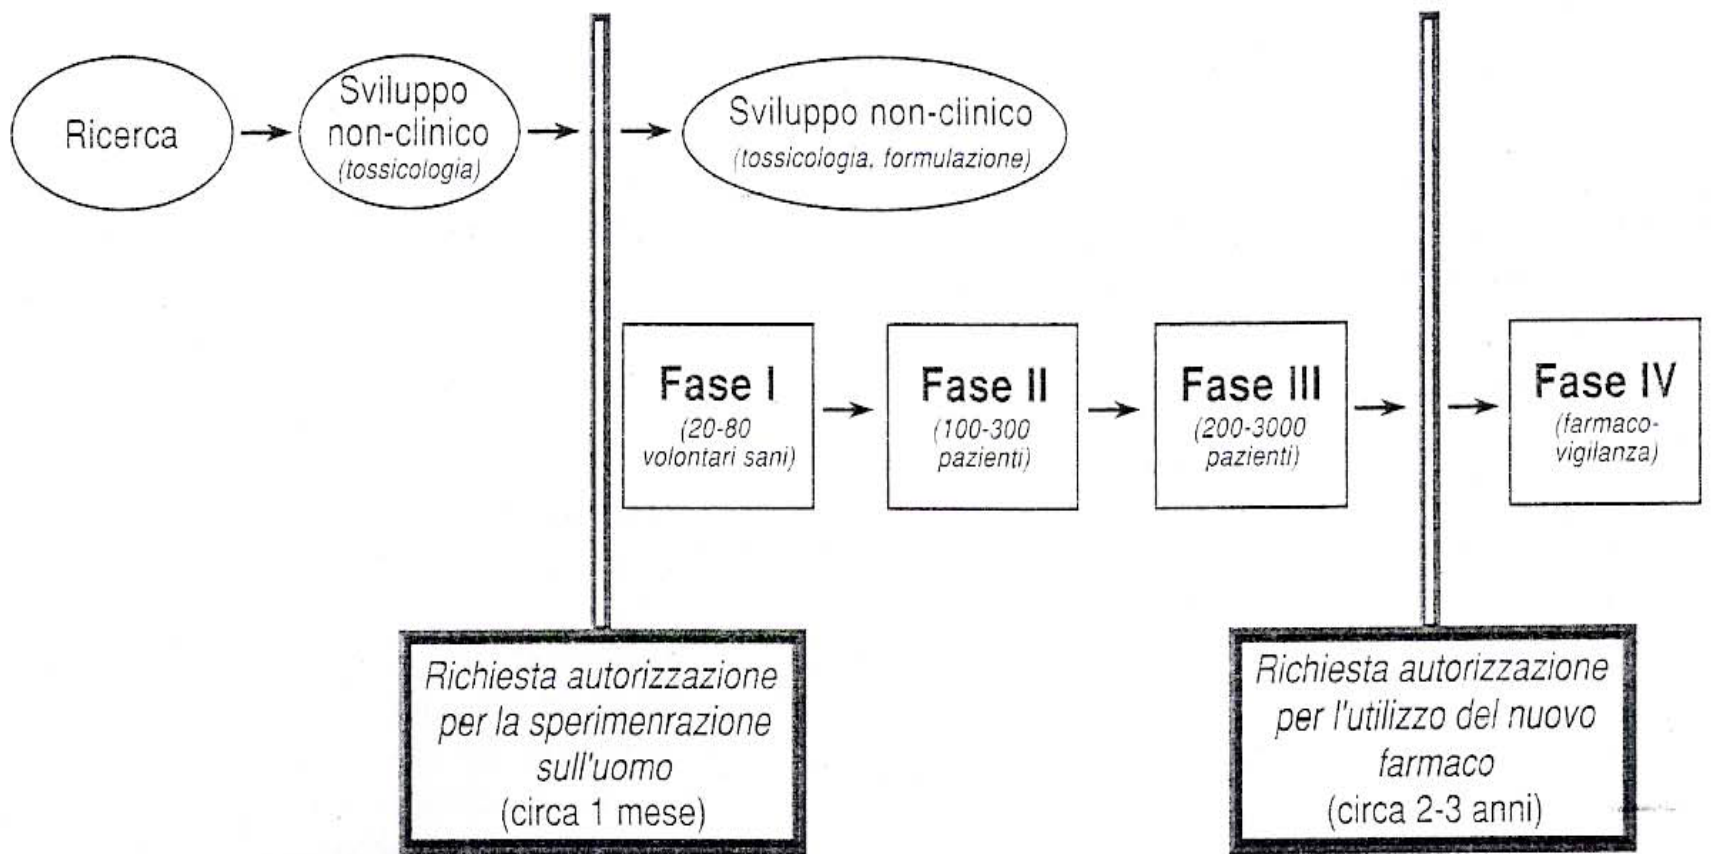 Ricerca
Sviluppo
non-clinico
(tossicologia)
Sviluppo non-clinico
(tossicologia, formulazione)
Fase I
(20-80
volontari sani)
Fase II
(100-300
pazienti)
Fase III
(200-3000
pazienti)
Fase IV
(farmaco-
vigilanza)
Richiesta autorizzazione
per la sperimenrazione
sull'uomo
(circa 1 mese)
Richiesta autorizzazione
per l'utilizzo del nuovo
farmaco
(circa 2-3 anni)